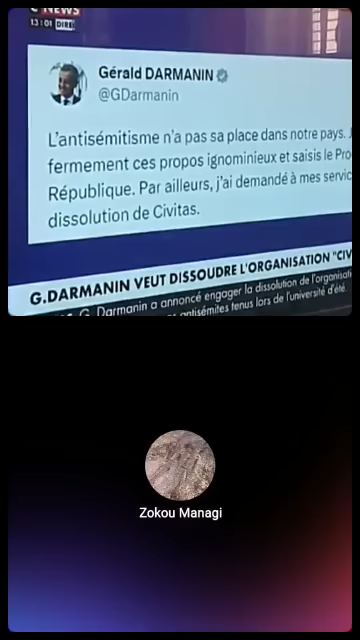 NEWS
13:01 DIRECT
Gérald DARMANIN
@GDarmanin
L'antisémitisme n'a pas sa place dans notre pays.
fermement ces propos ignominieux et saisis le Pro
République. Par ailleurs, j'ai demandé à mes servic
dissolution de Civitas.
G.DARMANIN VEUT DISSOUDRE L'ORGANISATION "CIV
G. Darmanin a annoncé engager la dissolution de l'organisati
antisémites tenus lors de l'université d'été.
Zokou Managi